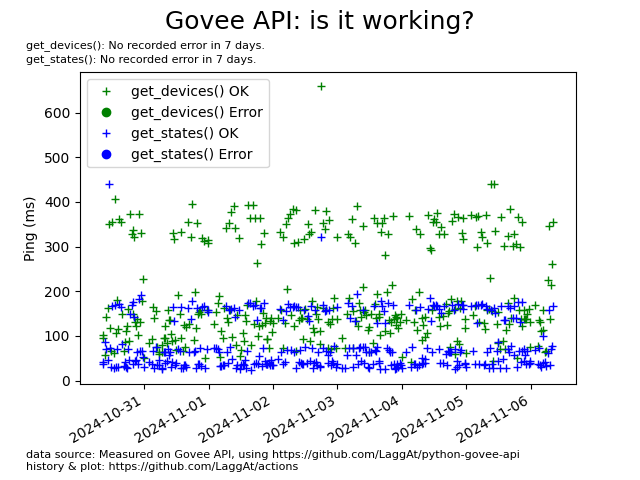 Govee API: is it working?
get_devices(): No recorded error in 7 days.
get_states(): No recorded error in 7 days.
get_devices() OK
get_devices() Error
get_states() OK
get_states() Error
Ping (ms)
600
500
400
300
200
100
0
2024-10-31
2024-11-01
2024-11-02
2024-11-03
2024-11-04
2024-11-05
2024-11-06
data source: Measured on Govee API, using https://github.com/LaggAt/python-govee-api
history & plot: https://github.com/LaggAt/actions